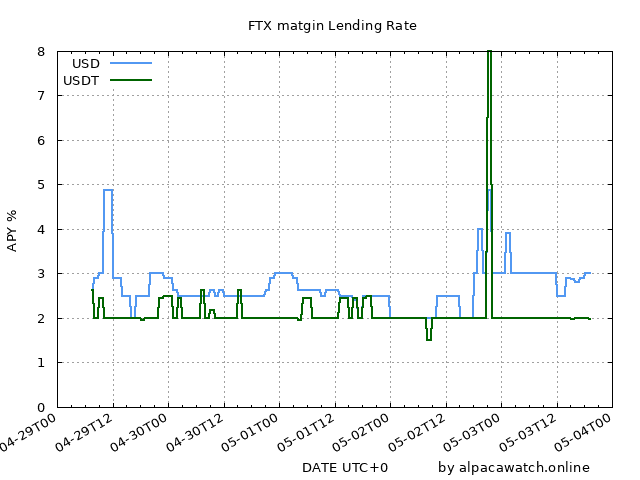 FTX matgin Lending Rate
USD
USDT
8
7
6
5
4
3
2
1
0
APY %
04-29T00
04-29T12
04-30T00
04-30T12
05-01T00
05-01T12
05-02T00
05-02T12
05-03T00
05-03T12
05-04T00
DATE UTC+0
by alpacawatch.online